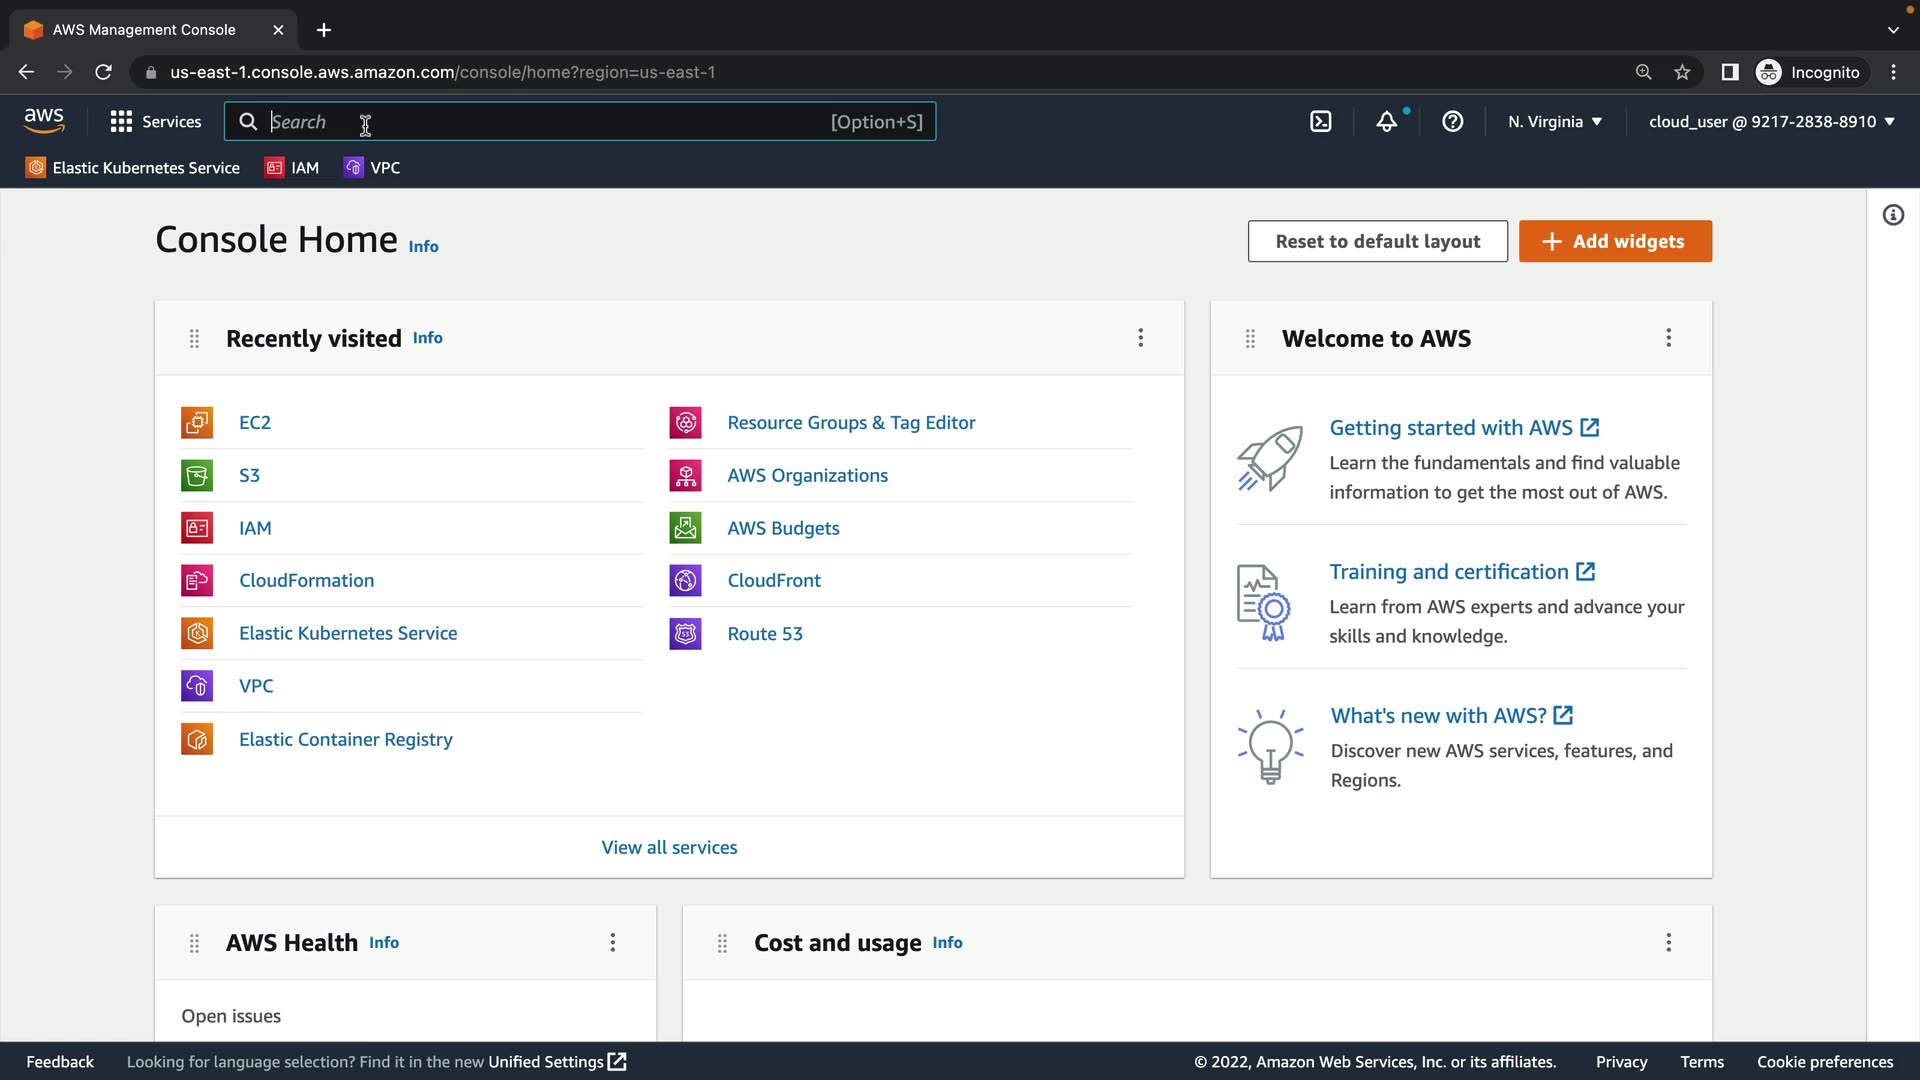 AWS Management Console
us-east-1.console.aws.amazon.com/console/home?region=us-east-1
Incognito
aws
Services
Search
[Option+S]
N. Virginia
cloud_user @ 9217-2838-8910
Elastic Kubernetes Service
IAM
VPC
Console Home Info
Reset to default layout
Add widgets
Recently visited Info
EC2
S3
IAM
CloudFormation
Elastic Kubernetes Service
VPC
Elastic Container Registry
Resource Groups & Tag Editor
AWS Organizations
AWS Budgets
CloudFront
Route 53
View all services
Welcome to AWS
Getting started with AWS
Learn the fundamentals and find valuable
information to get the most out of AWS.
Training and certification
Learn from AWS experts and advance your
skills and knowledge.
What's new with AWS?
Discover new AWS services, features, and
Regions.
AWS Health Info
Open issues
Cost and usage Info
Feedback
Looking for language selection? Find it in the new Unified Settings
© 2022, Amazon Web Services, Inc. or its affiliates.
Privacy
Terms
Cookie preferences